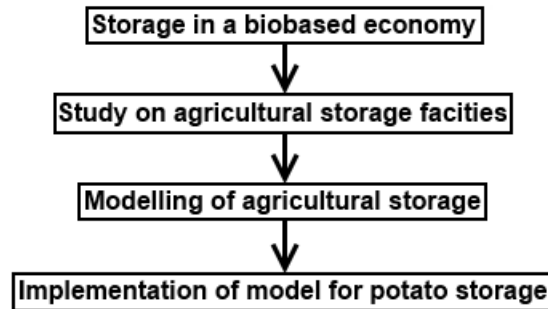 Storage in a biobased economy
Study on agricultural storage facities
Modelling of agricultural storage
Implementation of model for potato storage